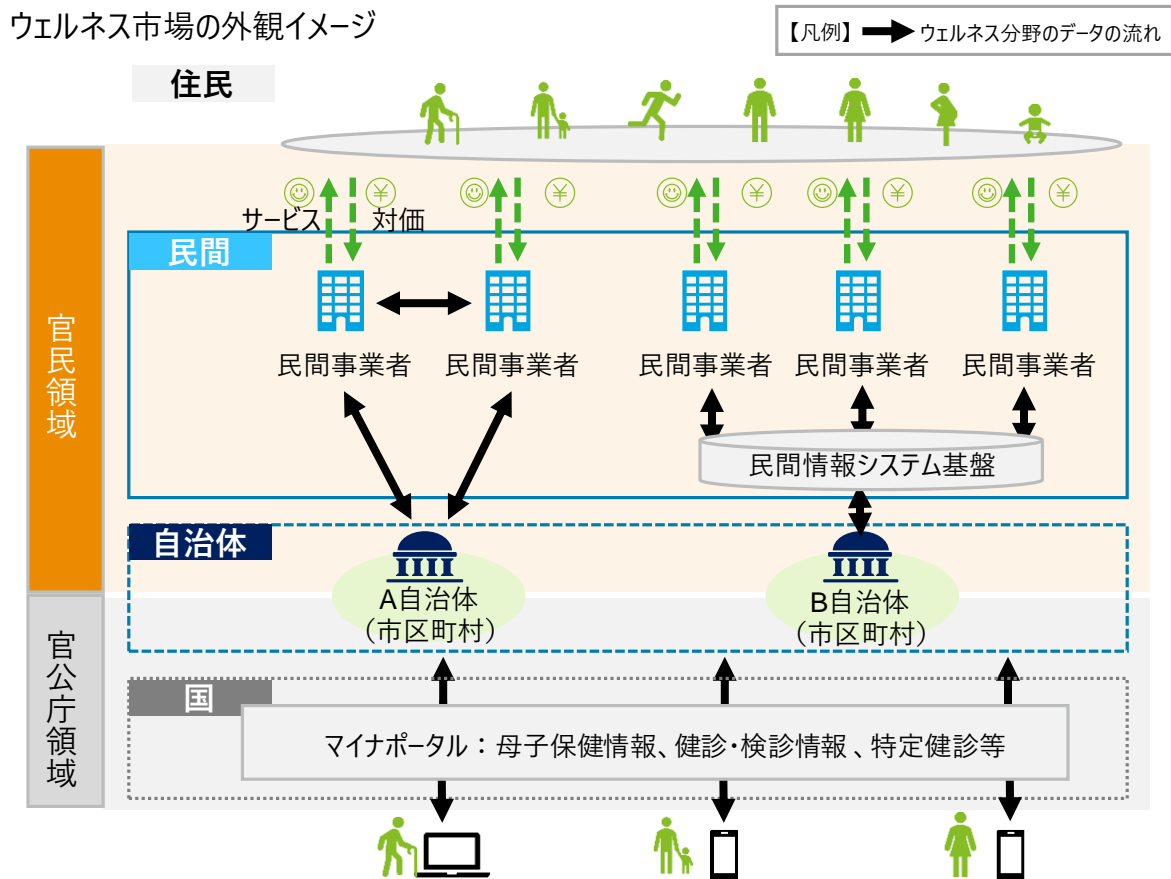 ウェルネス市場の外観イメージ
【凡例】 ウェルネス分野のデータの流れ
住民
サービス 対価
¥ ¥ ¥ ¥ ¥
民間
官民領域
民間事業者 民間事業者 民間事業者 民間事業者 民間事業者
民間情報システム基盤
自治体
A自治体
（市区町村）
B自治体
（市区町村）
官公庁領域
国
マイナポータル：母子保健情報、健診・検診情報、特定健診等